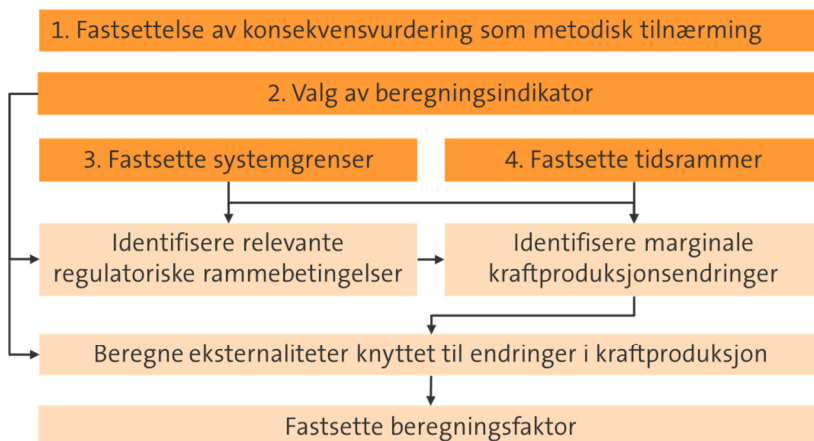 1. Fastsettelse av konsekvensvurdering som metodisk tilnærming
2. Valg av beregningsindikator
3. Fastsette systemgrenser
4. Fastsette tidsrammer
Identifisere relevante
regulatoriske rammebetingelser
Identifisere marginale
kraftproduksjonsendringer
Beregne eksternaliteter knyttet til endringer i kraftproduksjon
Fastsette beregningsfaktor